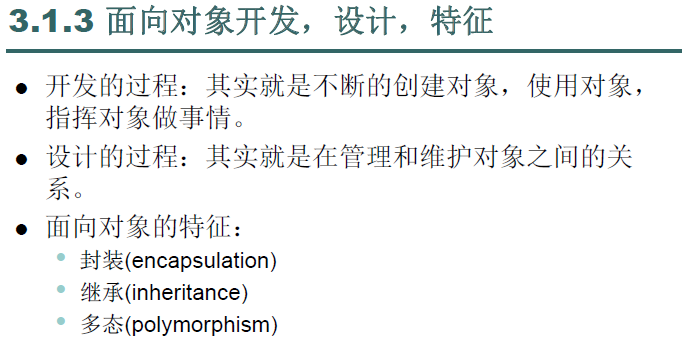 3.1.3 面向对象开发，设计，特征
● 开发的过程：其实就是不断的创建对象，使用对象，
指挥对象做事情。
● 设计的过程：其实就是在管理和维护对象之间的关
系。
● 面向对象的特征：
• 封装(encapsulation)
• 继承(inheritance)
• 多态(polymorphism)